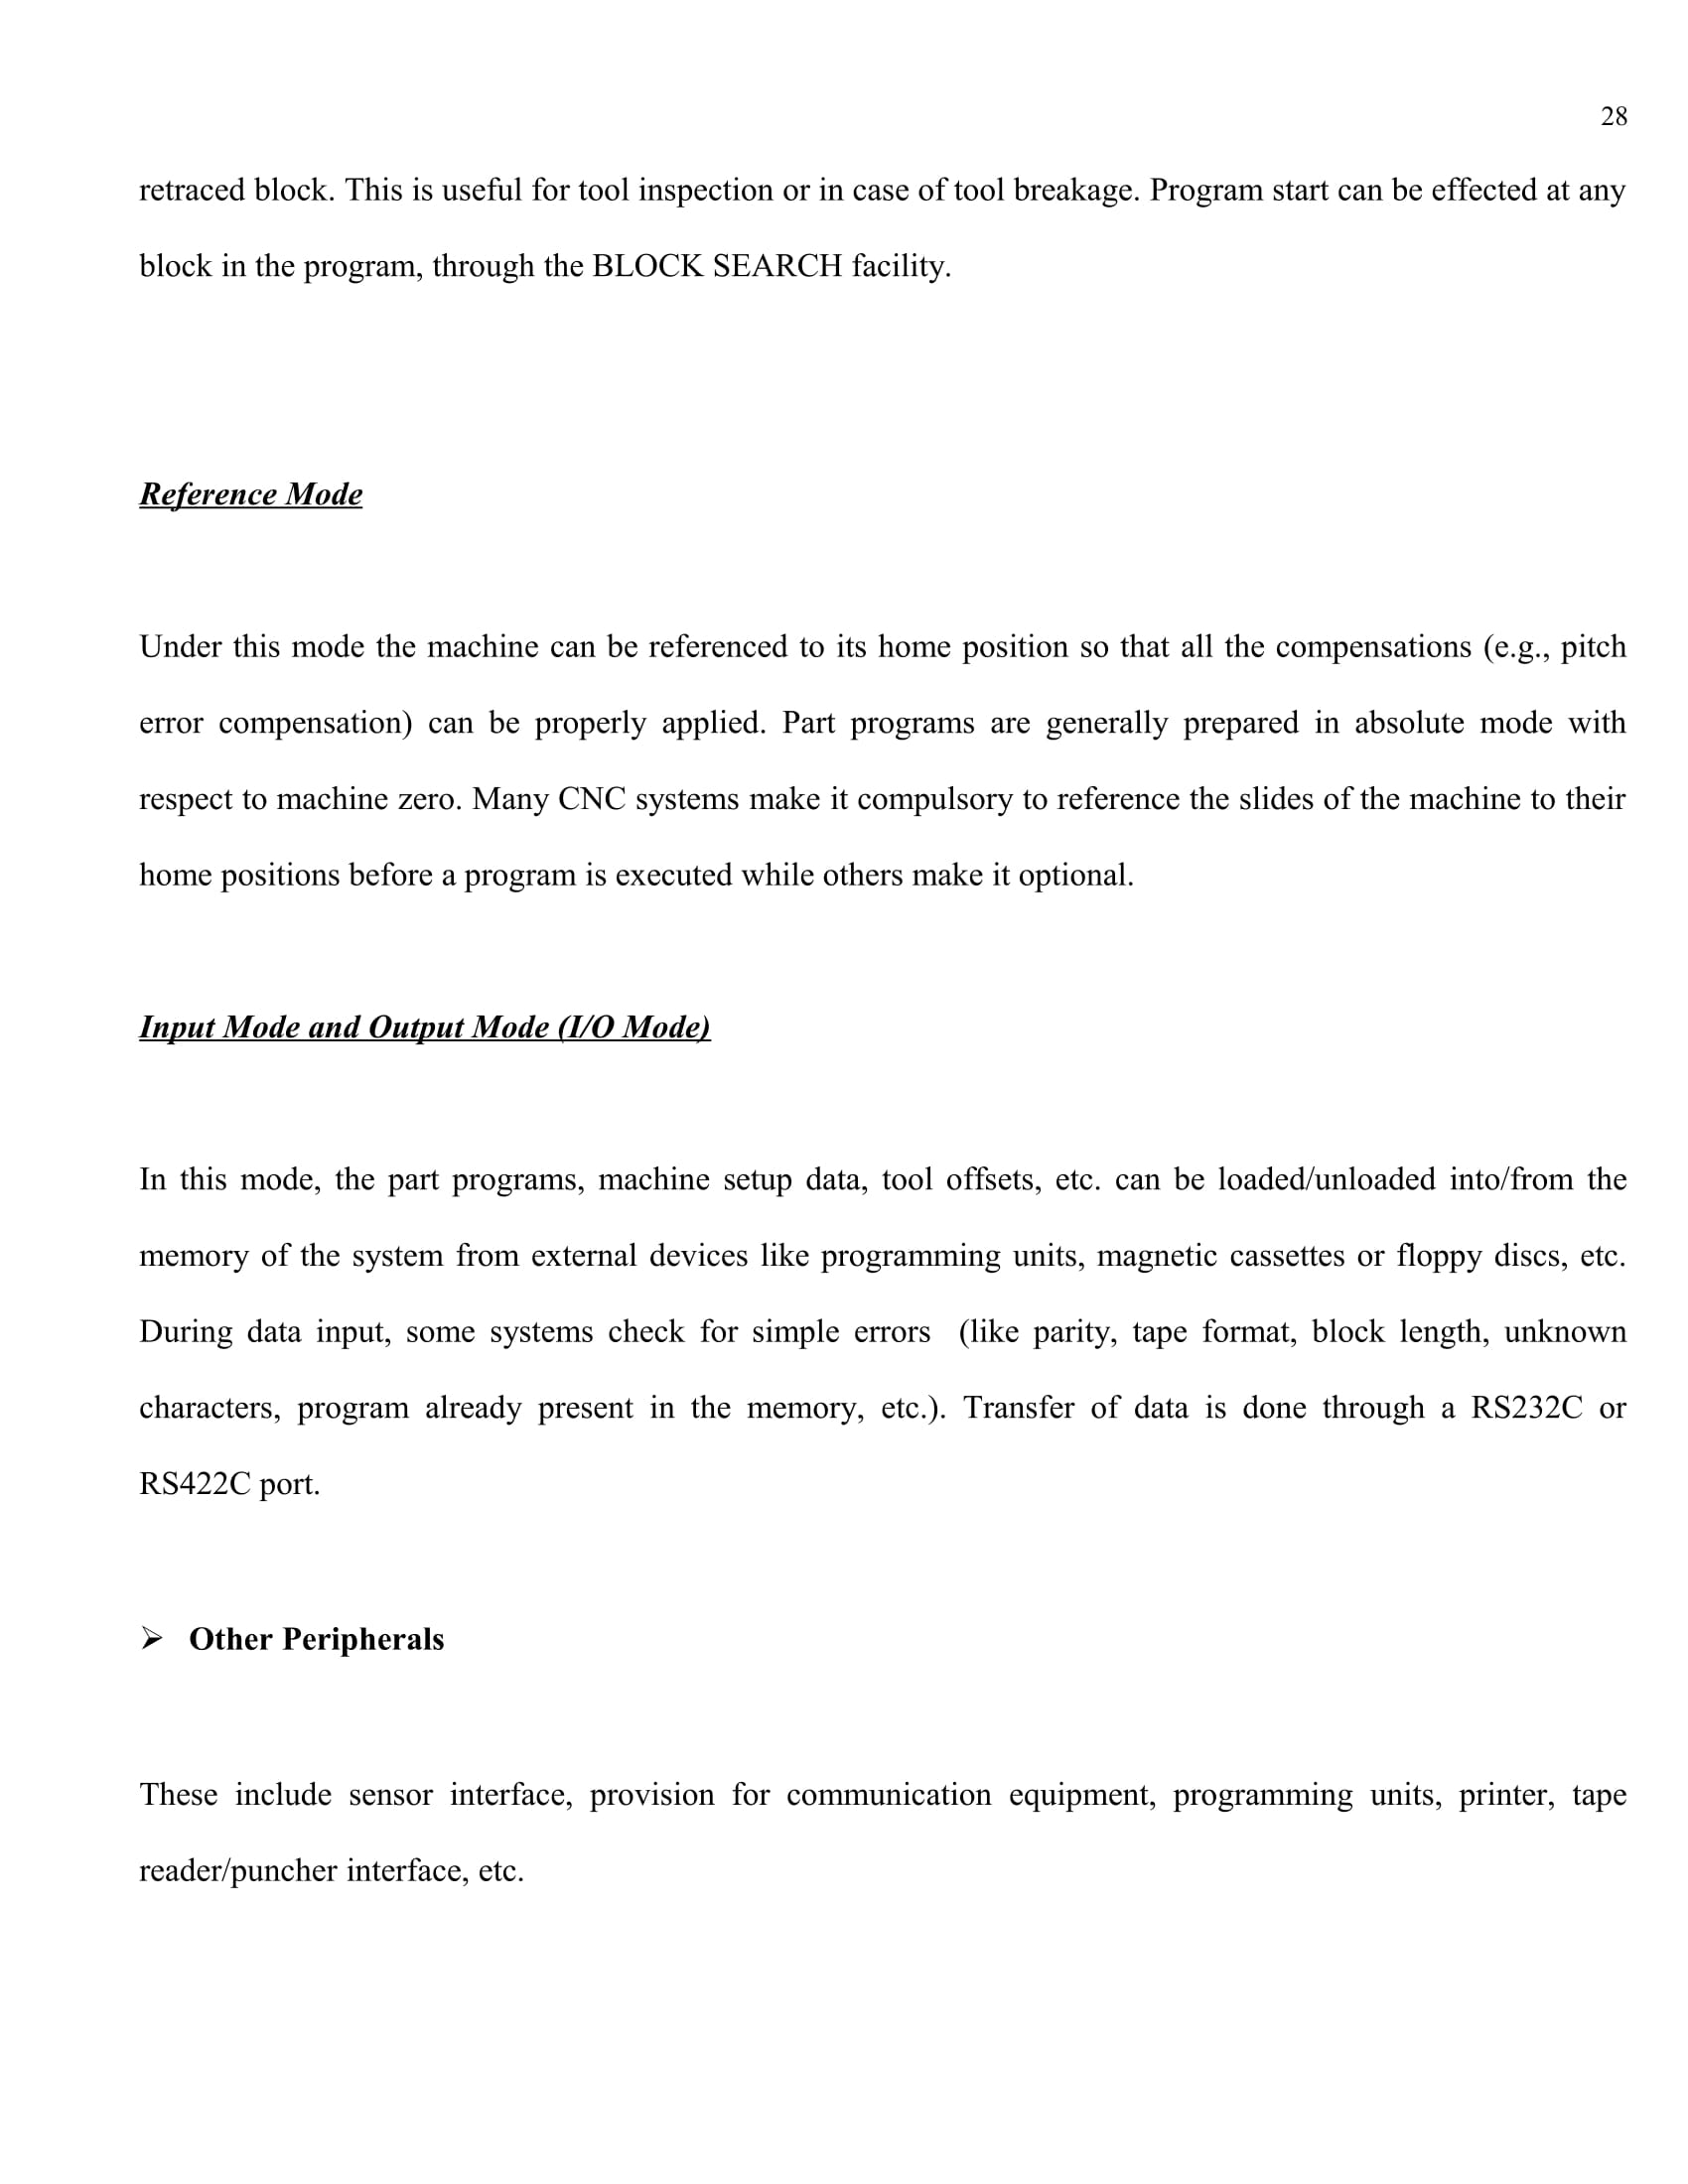 28
retraced block. This is useful for tool inspection or in case of tool breakage. Program start can be effected at any
block in the program, through the BLOCK SEARCH facility.
Reference Mode
Under this mode the machine can be referenced to its home position so that all the compensations (e.g., pitch
error compensation) can be properly applied. Part programs are generally prepared in absolute mode with
respect to machine zero. Many CNC systems make it compulsory to reference the slides of the machine to their
home positions before a program is executed while others make it optional.
Input Mode and Output Mode (I/O Mode)
In this mode, the part programs, machine setup data, tool offsets, etc. can be loaded/unloaded into/from the
memory of the system from external devices like programming units, magnetic cassettes or floppy discs, etc.
During data input, some systems check for simple errors  (like parity, tape format, block length, unknown
characters, program already present in the memory, etc.). Transfer of data is done through a RS232C or
RS422C port.
➢ Other Peripherals
These include sensor interface, provision for communication equipment, programming units, printer, tape
reader/puncher interface, etc.